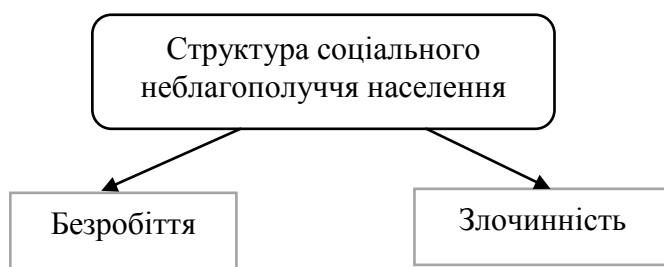 Структура соціального
неблагополуччя населення
Безробіття
Злочинність